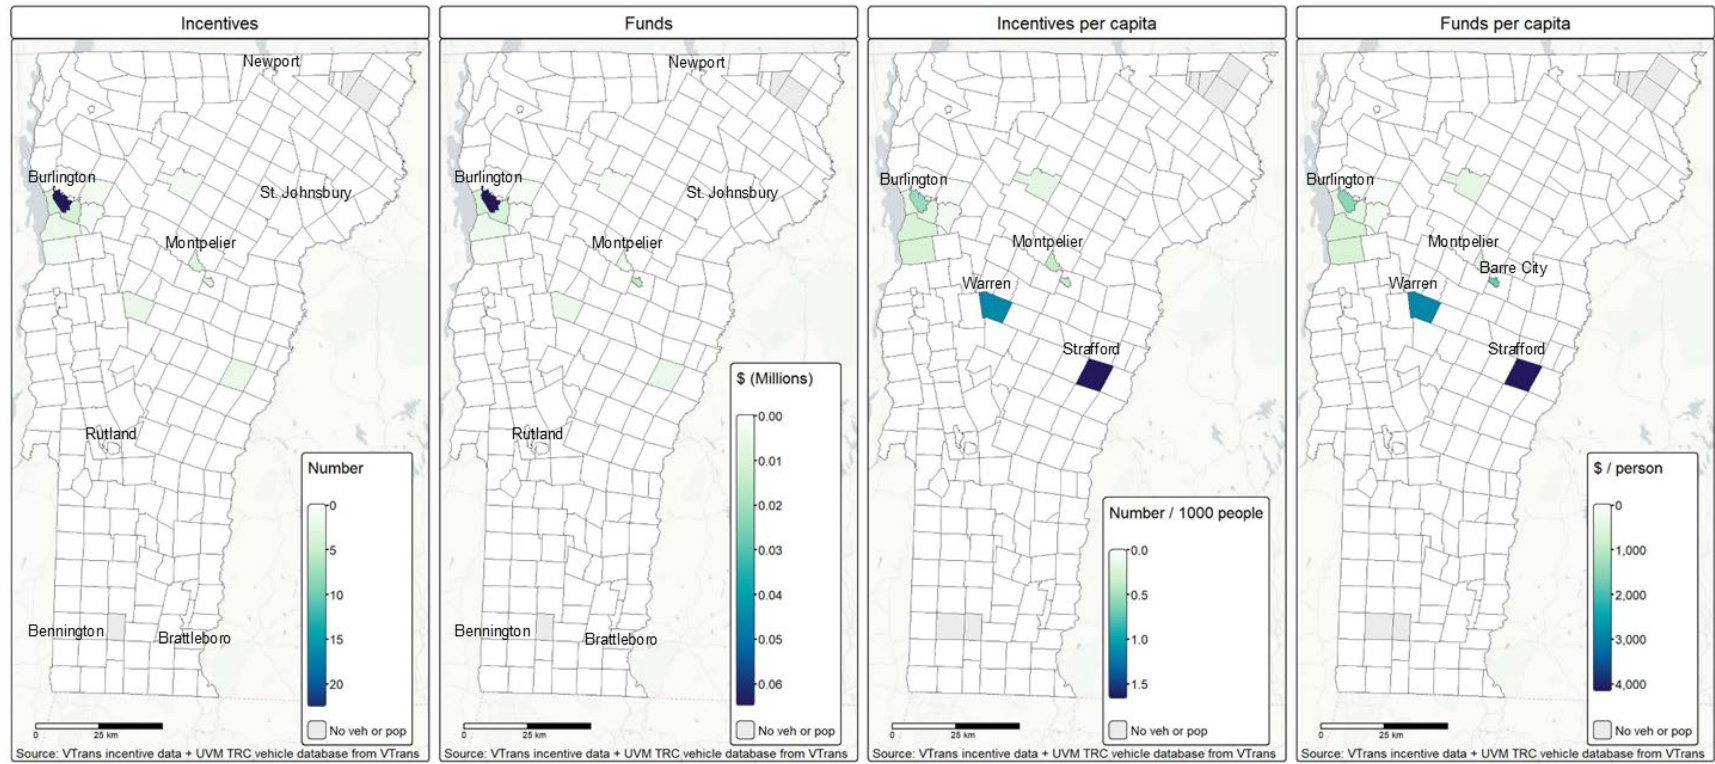 Incentives
Newport
Burlington
St. Johnsbury
Montpelier
Rutland
Bennington
Brattleboro
Number
0
5
10
15
20
No veh or pop
0
25 km
Source: VTrans incentive data + UVM TRC vehicle database from VTrans
Funds
Newport
Burlington
St. Johnsbury
Montpelier
Rutland
Bennington
Brattleboro
$ (Millions)
0.00
0.01
0.02
0.03
0.04
0.05
0.06
No veh or pop
0
25 km
Source: VTrans incentive data + UVM TRC vehicle database from VTrans
Incentives per capita
Burlington
Montpelier
Warren
Strafford
Number / 1000 people
0.0
0.5
1.0
1.5
No veh or pop
0
25 km
Source: VTrans incentive data + UVM TRC vehicle database from VTrans
Funds per capita
Burlington
Montpelier
Barre City
Warren
Strafford
$ / person
0
1,000
2,000
3,000
4,000
No veh or pop
0
25 km
Source: VTrans incentive data + UVM TRC vehicle database from VTrans